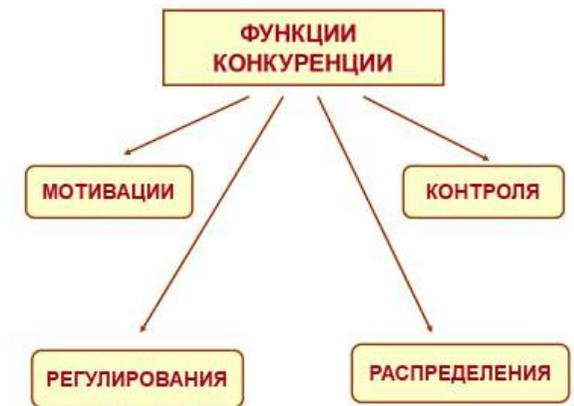 ФУНКЦИИ
КОНКУРЕНЦИИ
МОТИВАЦИИ
КОНТРОЛЯ
РЕГУЛИРОВАНИЯ
РАСПРЕДЕЛЕНИЯ